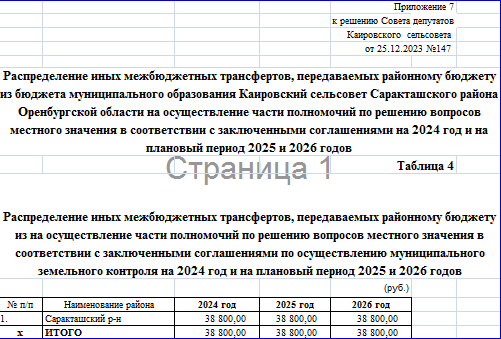 Приложение 7
к решению Совета депутатов
Каировского сельсовета
от 25.12.2023 №147
Распределение иных межбюджетных трансфертов, передаваемых районному бюджету
из бюджета муниципального образования Каировский сельсовет Саракташского района
Оренбургской области на осуществление части полномочий по решению вопросов
местного значения в соответствии с заключенными соглашениями на 2024 год и на
плановый период 2025 и 2026 годов
Страница 1
Таблица 4
Распределение иных межбюджетных трансфертов, передаваемых районному бюджету
из на осуществление части полномочий по решению вопросов местного значения в
соответствии с заключенными соглашениями по осуществлению муниципального
земельного контроля на 2024 год и на плановый период 2025 и 2026 годов
(руб.)
№ п/п Наименование района 2024 год 2025 год 2026 год
1. Саракташский р-н 38 800,00 38 800,00 38 800,00
x ИТОГО 38 800,00 38 800,00 38 800,00